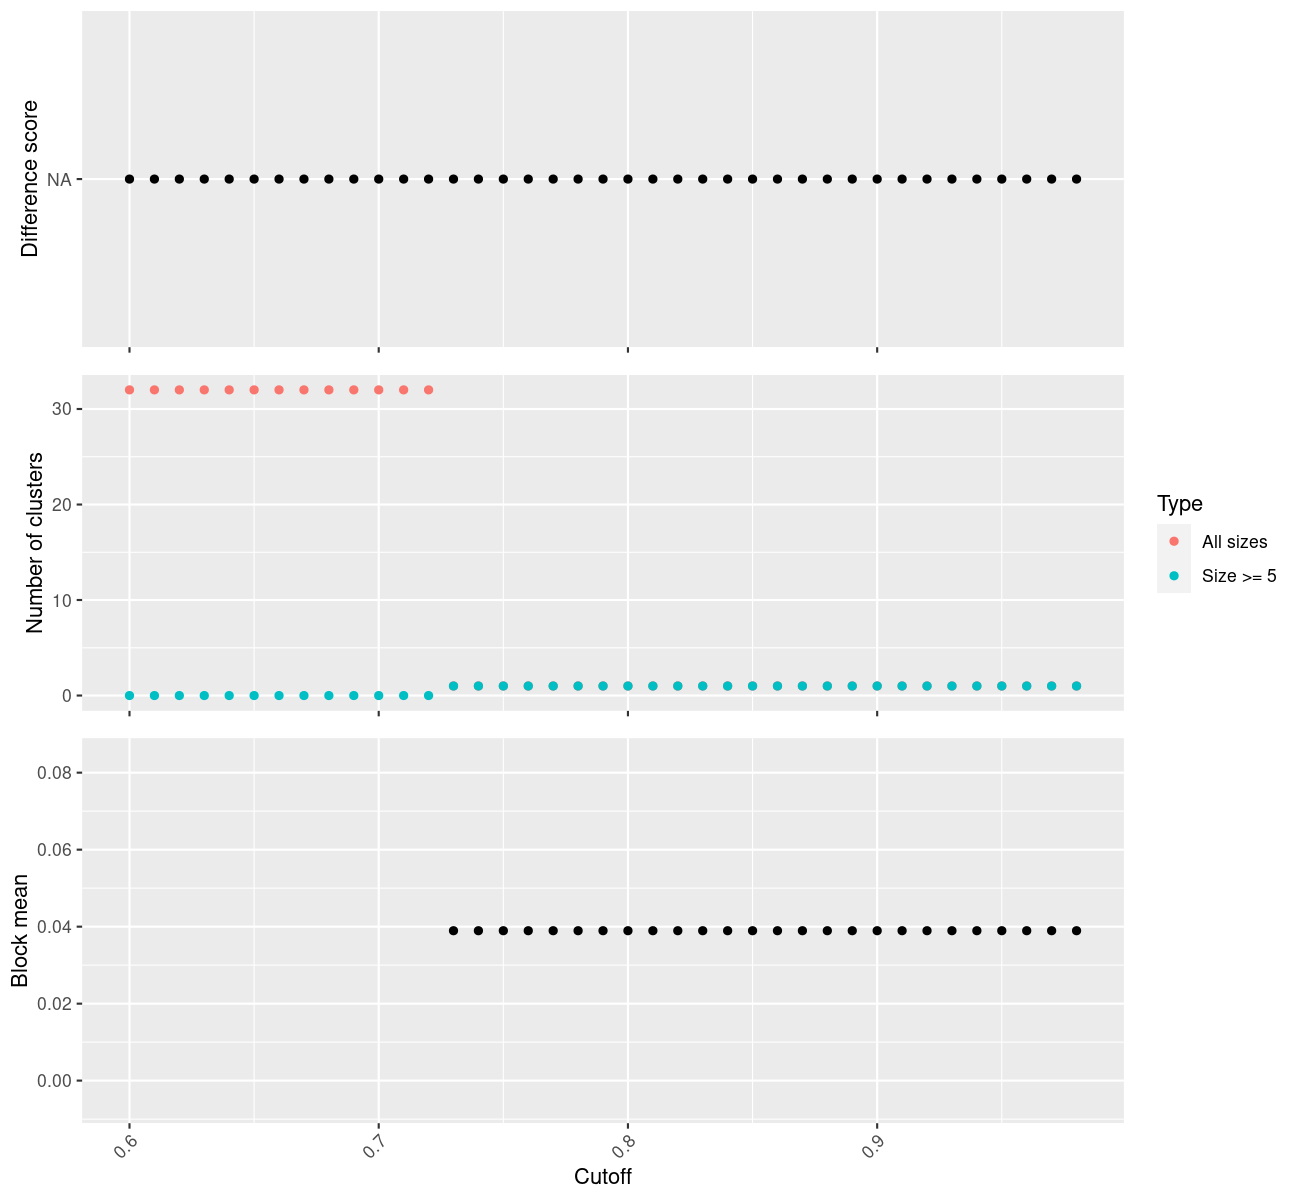 Difference score
NA
Number of clusters
30
20
10
0
Type
All sizes
Size >= 5
Block mean
0.08
0.06
0.04
0.02
0.00
0.6
0.7
0.8
0.9
Cutoff